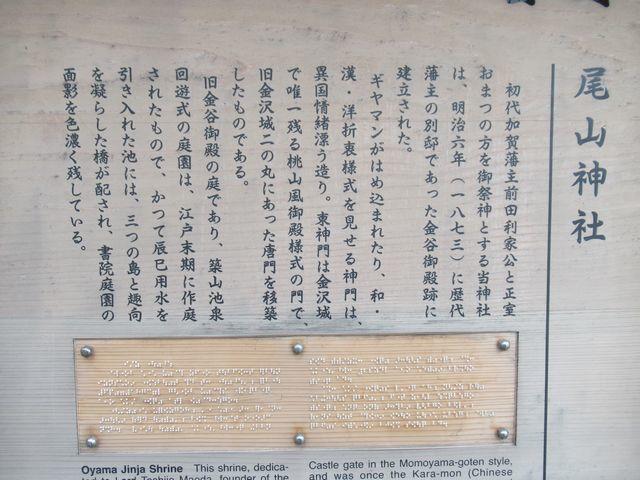 尾山神社
初代加賀藩主前田利家公と正室
おまつの方を御祭神とする当神社
は、明治六年（一八七三）に歴代
藩主の別邸であった金谷御殿跡に
建立された。
ギヤマンがはめ込まれたり、和・
漢・洋折衷様式を見せる神門は、
異国情緒漂う造り。東神門は金沢城
で唯一残る桃山風御殿様式の門で、
旧金沢城二の丸にあった唐門を移築
したものである。
旧金谷御殿の庭であり、築山池泉
回遊式の庭園は、江戸末期に作庭
されたもので、かつて辰巳用水を
引き入れた池には、三つの島と趣向
を凝らした橋が配され、書院庭園の
面影を色濃く残している。
Oyama Jinja Shrine This shrine, dedica-
ted to Lord Toshiie Maeda, founder of the
Castle gate in the Momoyama-goten style,
and was once the Kara-mon (Chinese